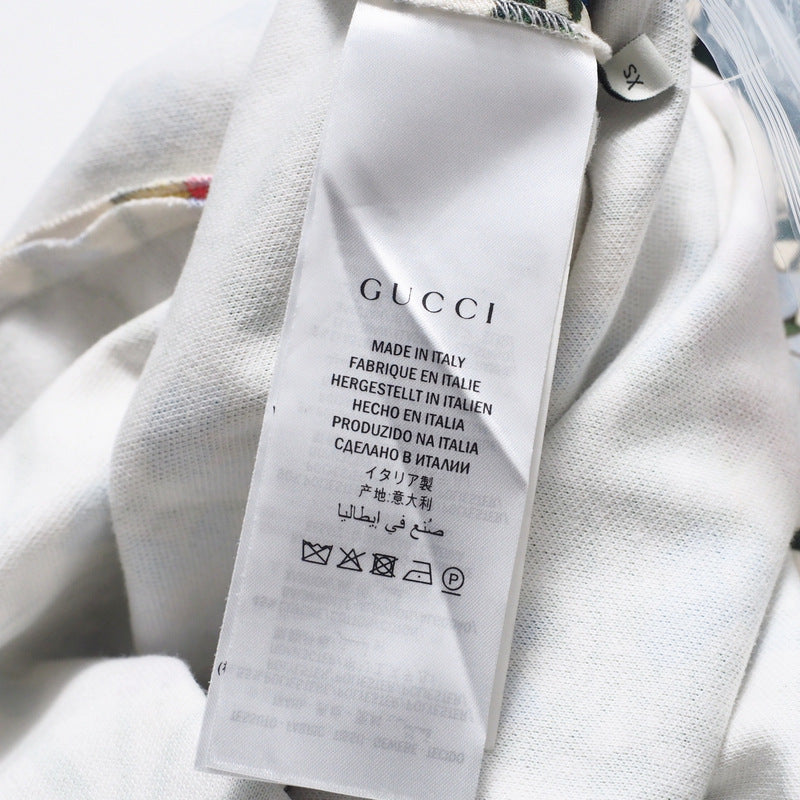 XS
GUCCI
MADE IN ITALY
FABRIQUE EN ITALIE
HERGESTELLT IN ITALIEN
HECHO EN ITALIA
PRODUZIDO NA ITALIA
СДЕЛАНО В ИТАЛИИ
イタリア製
产地:意大利
صُنع في إيطاليا
P